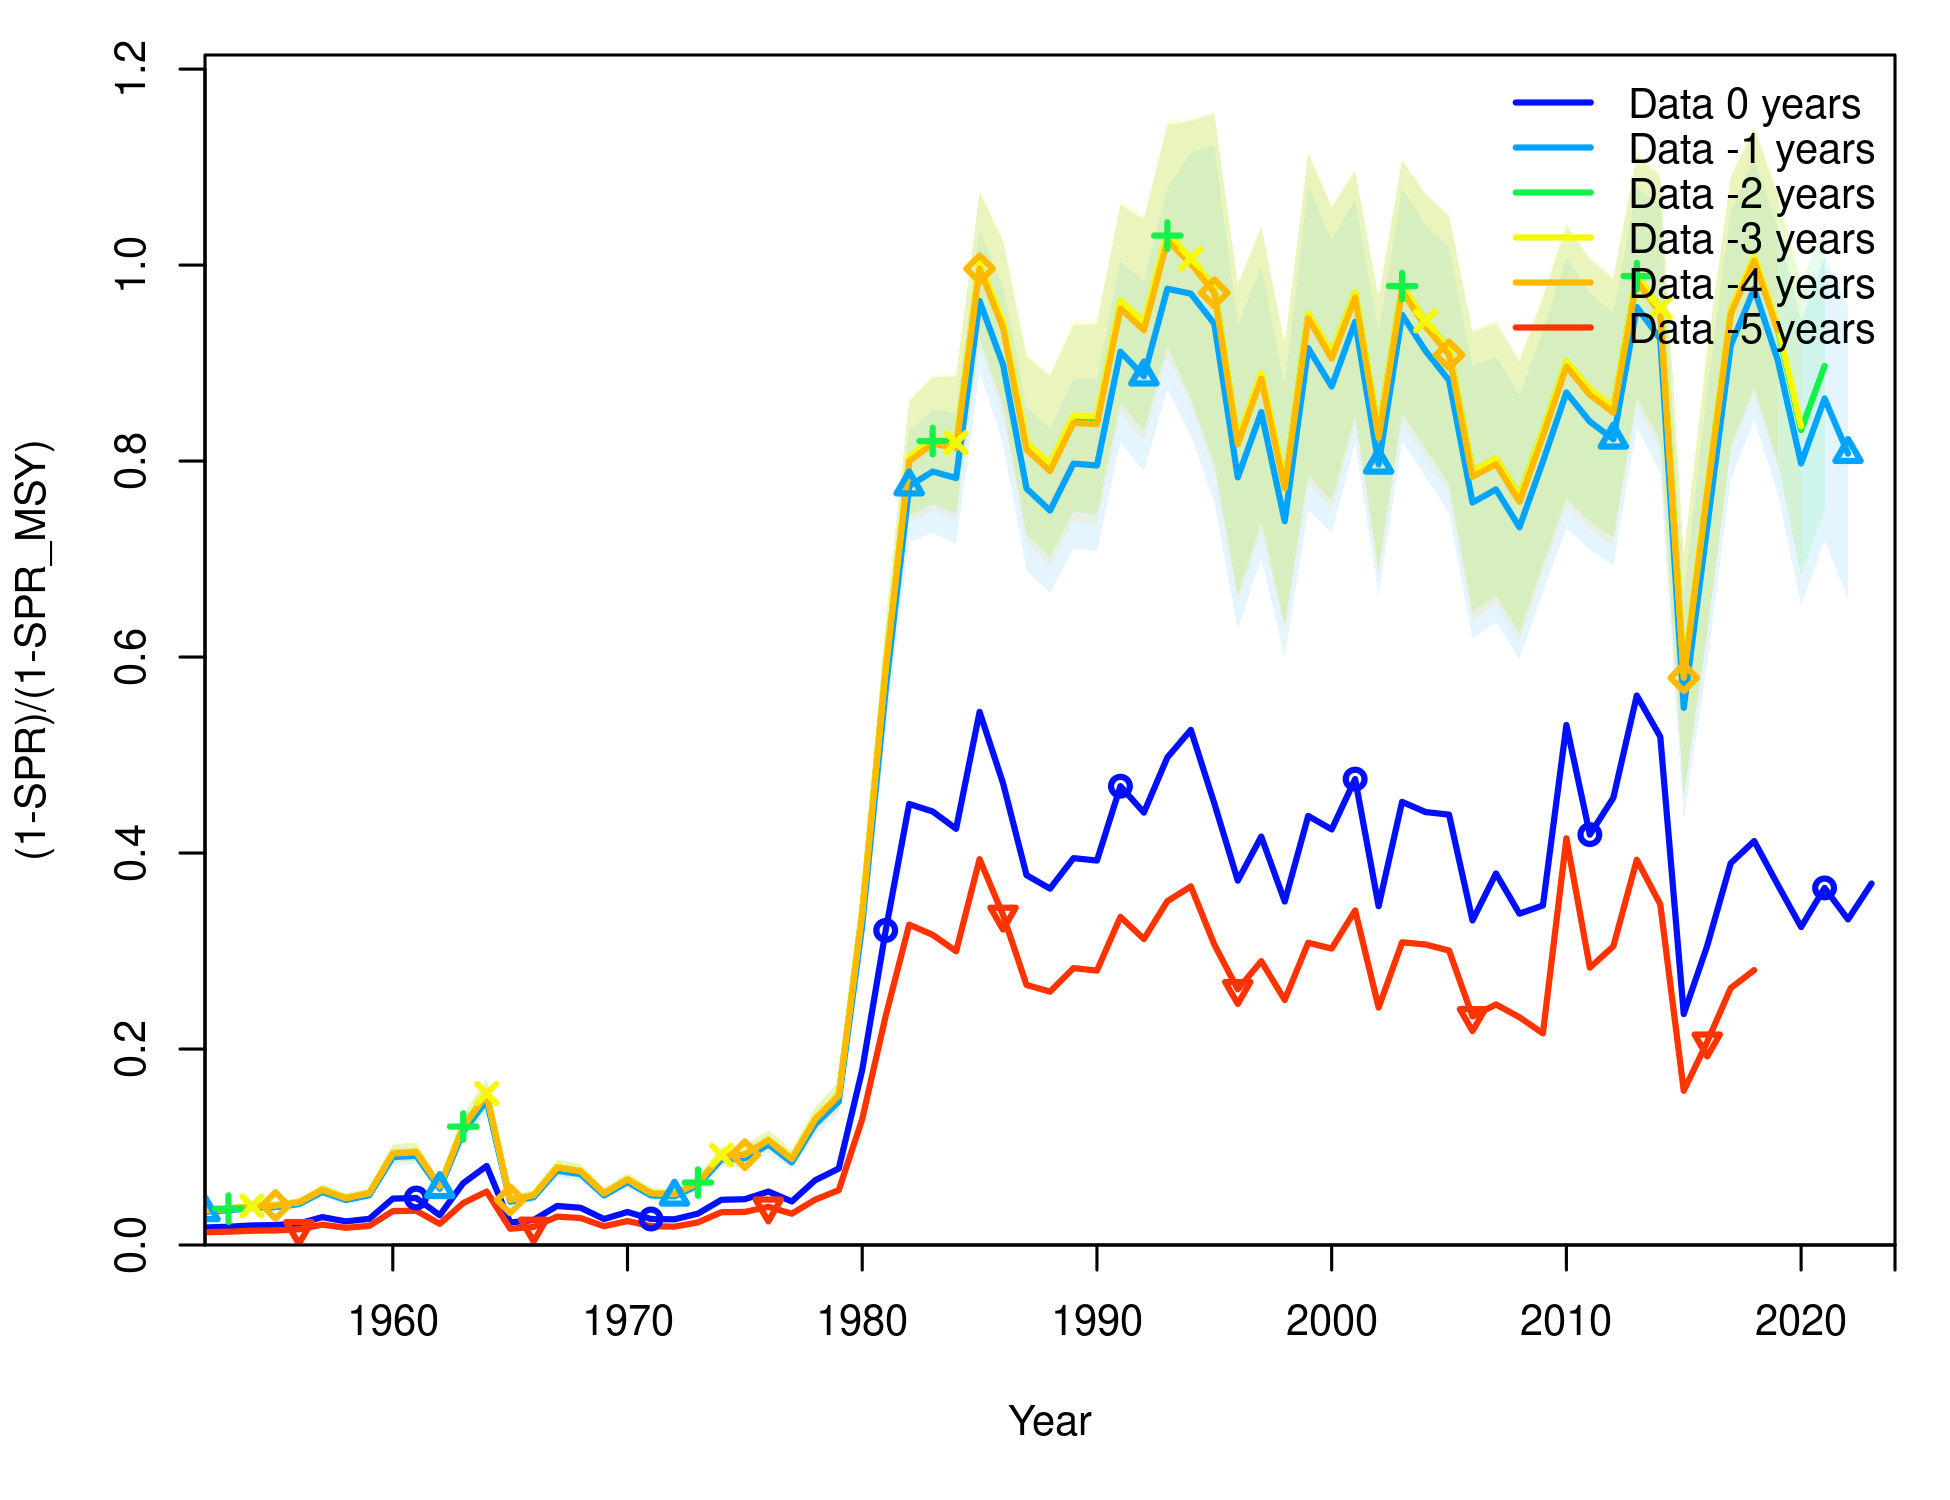 (1-SPR)/(1-SPR_MSY)
1.2
1.0
0.8
0.6
0.4
0.2
0.0
Data 0 years
Data -1 years
Data -2 years
Data -3 years
Data -4 years
Data -5 years
1960 1970 1980 1990 2000 2010 2020
Year